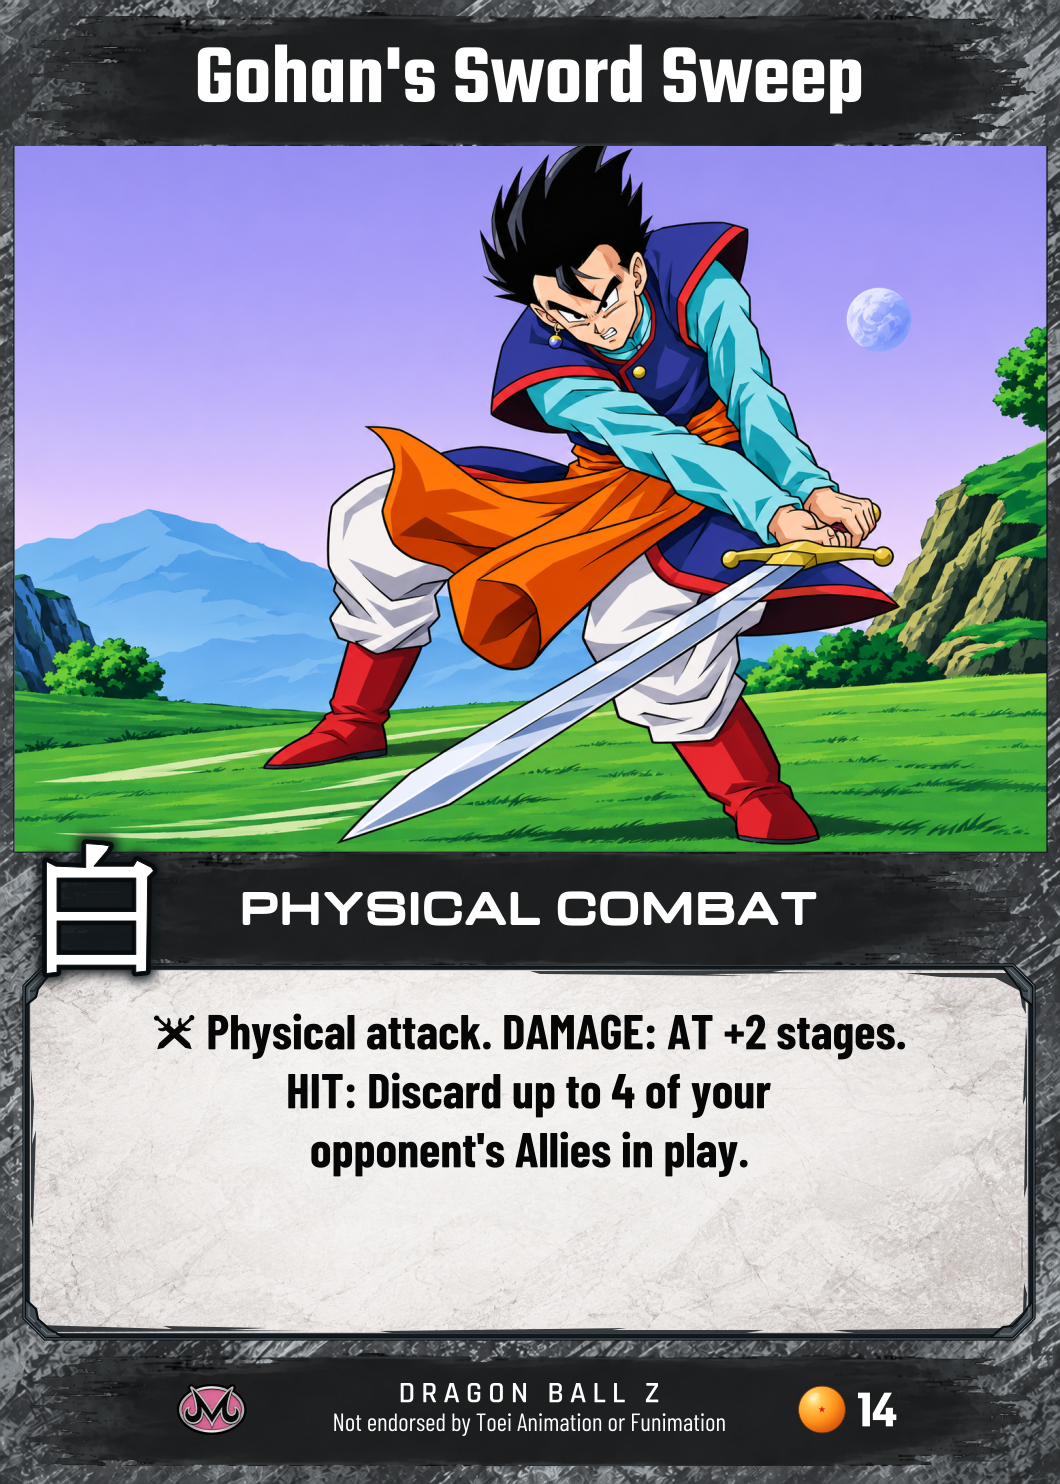 Gohan's Sword Sweep
白
PHYSICAL COMBAT
Physical attack. DAMAGE: AT +2 stages.
HIT: Discard up to 4 of your
opponent's Allies in play.
M
DRAGON BALL Z
Not endorsed by Toei Animation or Funimation
14